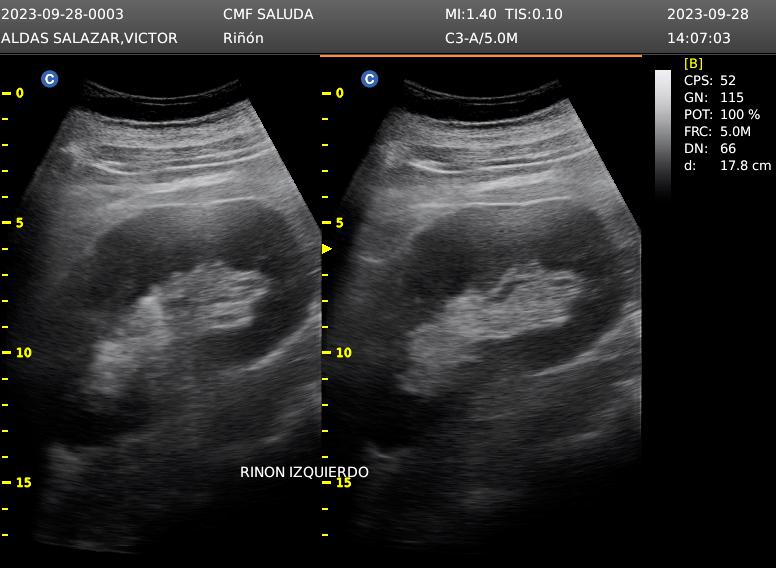 2023-09-28-0003 CMF SALUDA MI:1.40 TIS:0.10 2023-09-28
ALDAS SALAZAR,VICTOR Riñón C3-A/5.0M 14:07:03
C C
[B]
CPS: 52
GN: 115
POT: 100 %
FRC: 5.0M
DN: 66
d: 17.8 cm
0 0
5 5
10 10
15 15
RINON IZQUIERDO